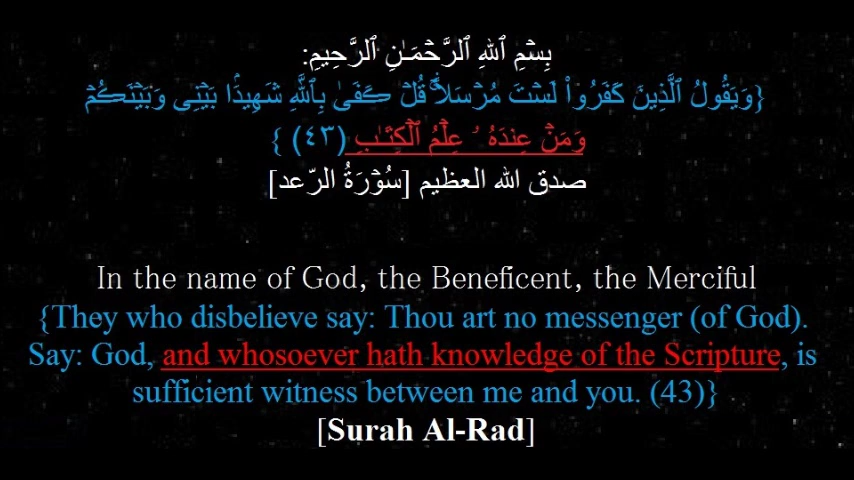 بِسۡمِ ٱللهِ ٱلرَّحۡمَـٰنِ ٱلرَّحِيمِ:
{وَيَقُولُ ٱلَّذِينَ كَفَرُواْ لَسۡتَ مُرۡسَلاً۬‌ۚ قُلۡ ڪَفَىٰ بِٱللَّهِ شَهِيدَۢا بَيۡنِى وَبَيۡنَڪُمۡ
وَمَنۡ عِندَهُ ۥ عِلۡمُ ٱلۡكِتَـٰبِ (٤٣) }
صدق الله العظيم [سُوۡرَةُ الرّعد]
In the name of God, the Beneficent, the Merciful
{They who disbelieve say: Thou art no messenger (of God).
Say: God, and whosoever hath knowledge of the Scripture, is
sufficient witness between me and you. (43)}
[Surah Al-Rad]